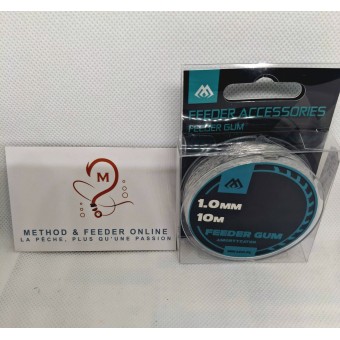 M
METHOD & FEEDER ONLINE
LA PÊCHE, PLUS QU'UNE PASSION
FEEDER ACCESSORIES
FEEDER GUM
1.0MM
10M
FEEDER GUM